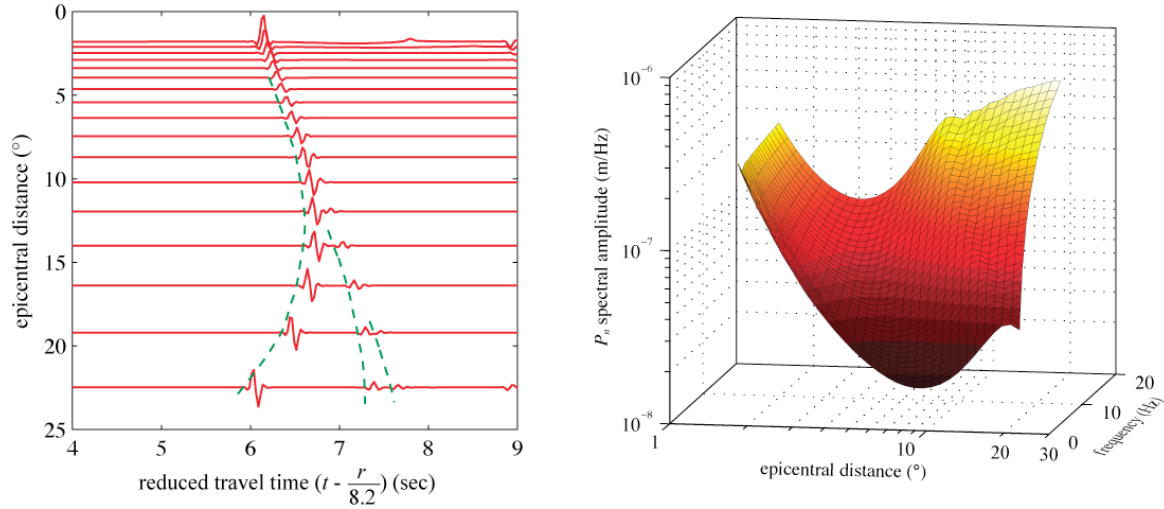 0
5
10
15
20
25
epicentral distance (°)
4 5 6 7 8 9
reduced travel time (t - r/8.2) (sec)
10⁻⁶
10⁻⁷
10⁻⁸
Pₙ spectral amplitude (m/Hz)
1 10 20 30
epicentral distance (°)
0 10 20
frequency (Hz)